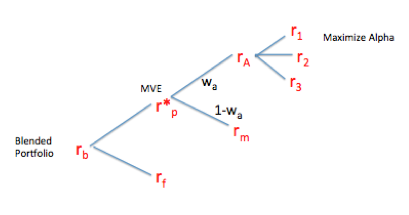 r1
Maximize Alpha
rA
r2
r3
wa
MVE
r*p
1-wa
rm
Blended
Portfolio
rb
rf